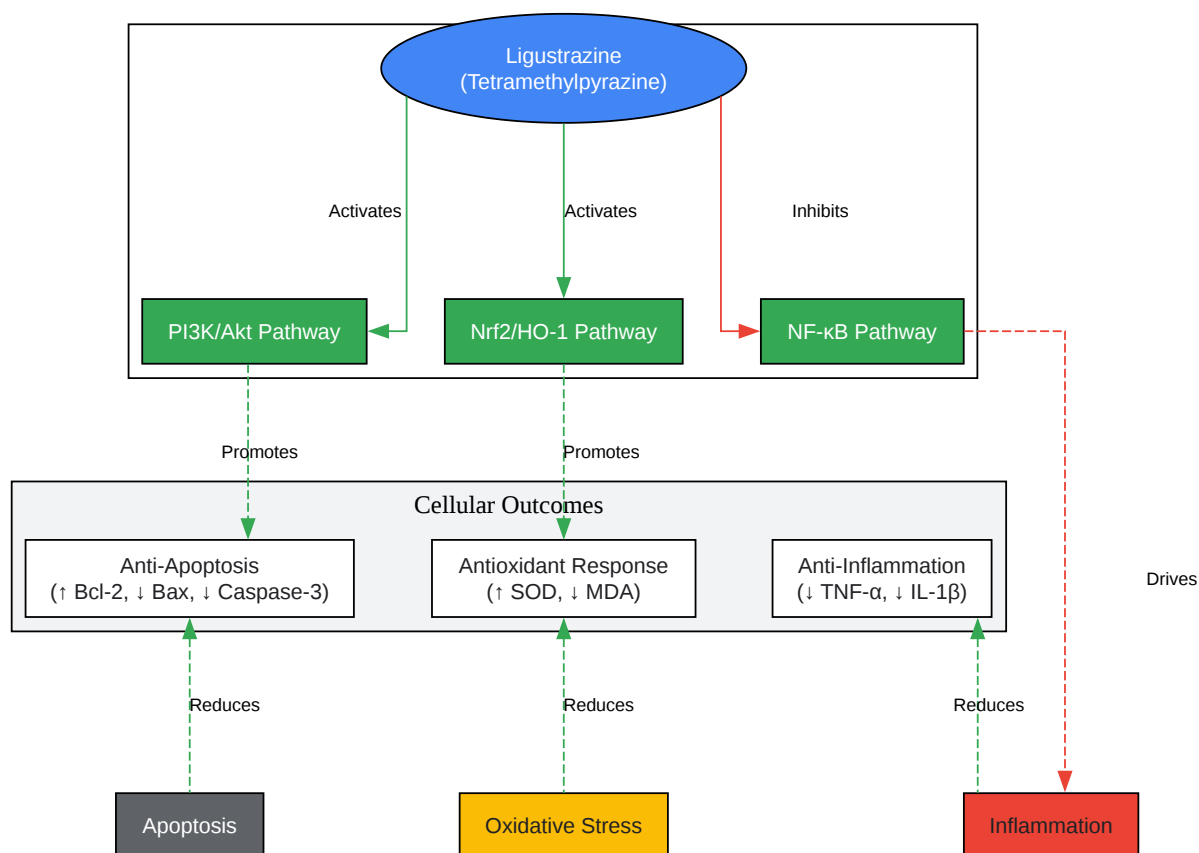 Ligustrazine
(Tetramethylpyrazine)
Activates
Activates
Inhibits
PI3K/Akt Pathway
Nrf2/HO-1 Pathway
NF-κB Pathway
Promotes
Promotes
Cellular Outcomes
Anti-Apoptosis
(↑ Bcl-2, ↓ Bax, ↓ Caspase-3)
Antioxidant Response
(↑ SOD, ↓ MDA)
Anti-Inflammation
(↓ TNF-α, ↓ IL-1β)
Drives
Reduces
Reduces
Reduces
Apoptosis
Oxidative Stress
Inflammation